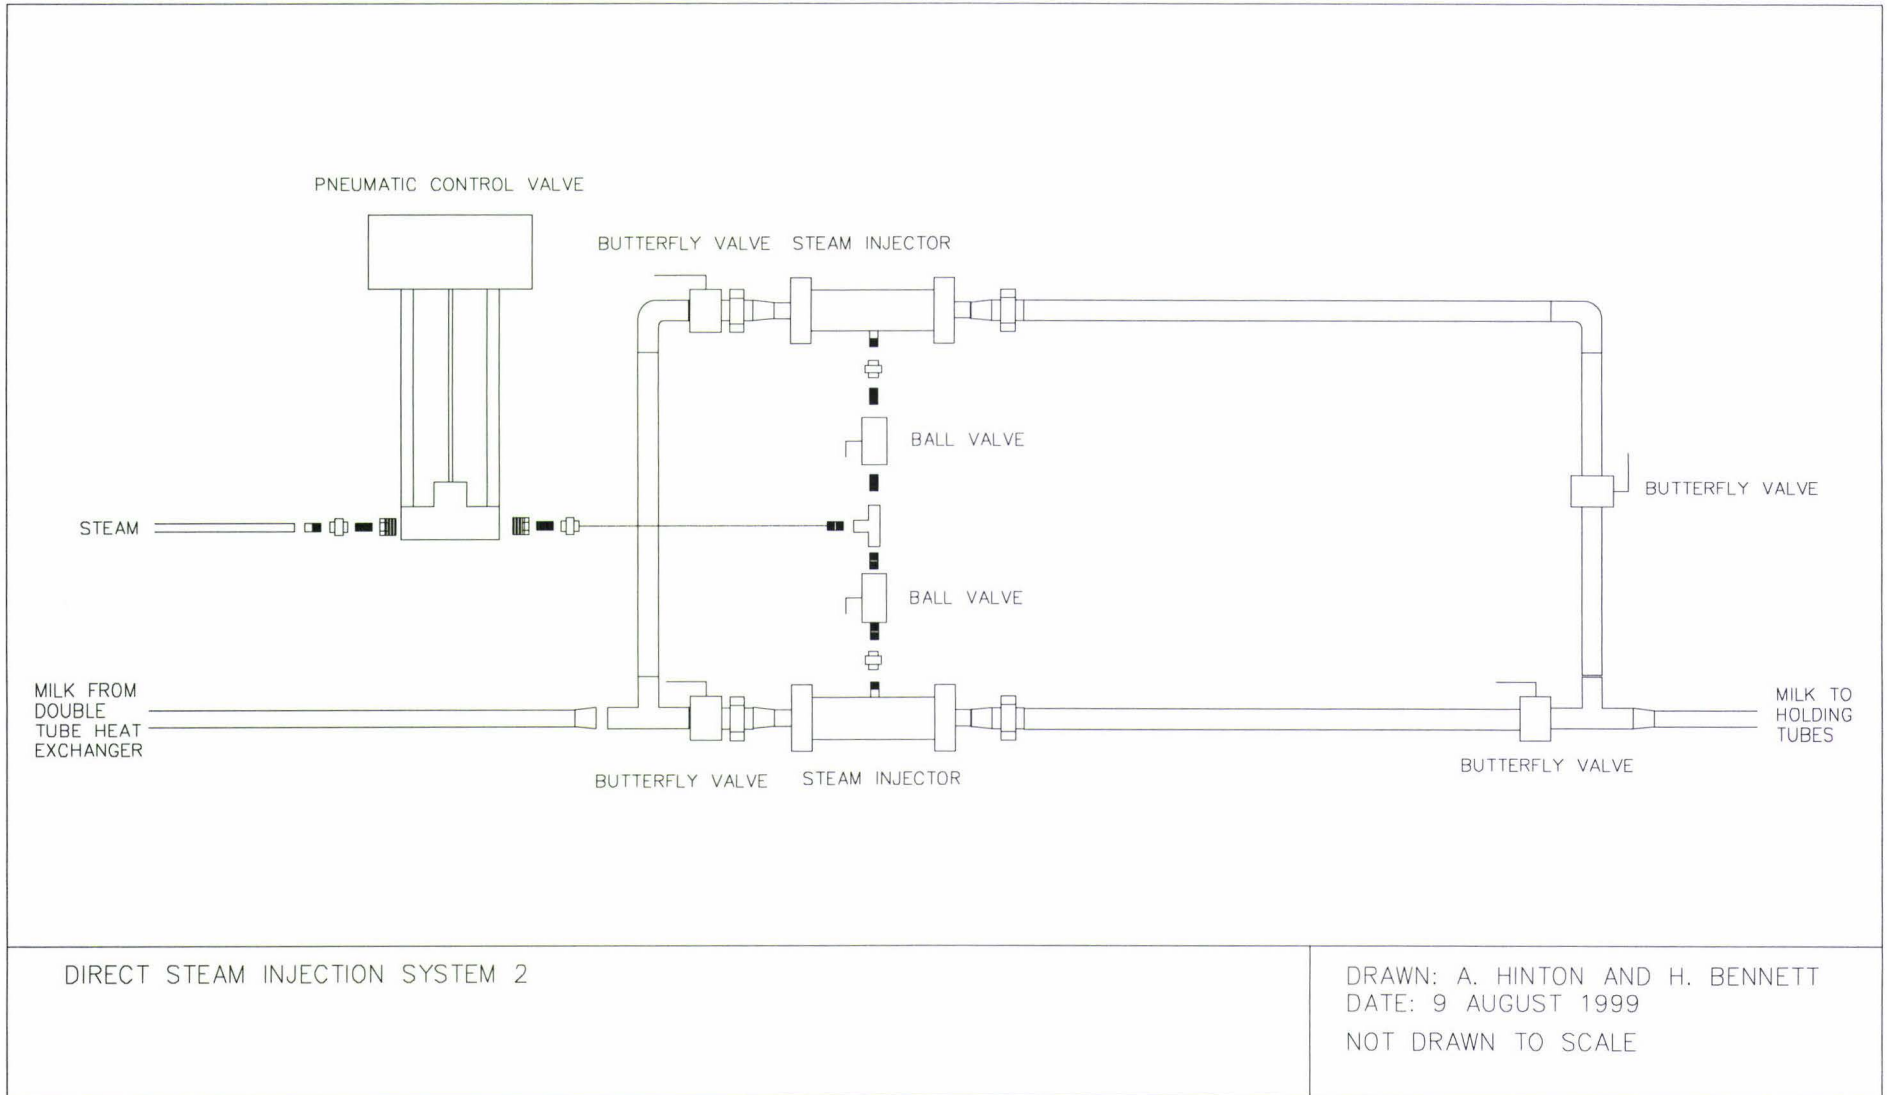 PNEUMATIC CONTROL VALVE
BUTTERFLY VALVE
STEAM INJECTOR
BALL VALVE
BUTTERFLY VALVE
STEAM
BALL VALVE
MILK FROM
DOUBLE
TUBE HEAT
EXCHANGER
MILK TO
HOLDING
TUBES
BUTTERFLY VALVE
STEAM INJECTOR
BUTTERFLY VALVE
DIRECT STEAM INJECTION SYSTEM 2
DRAWN: A. HINTON AND H. BENNETT
DATE: 9 AUGUST 1999
NOT DRAWN TO SCALE